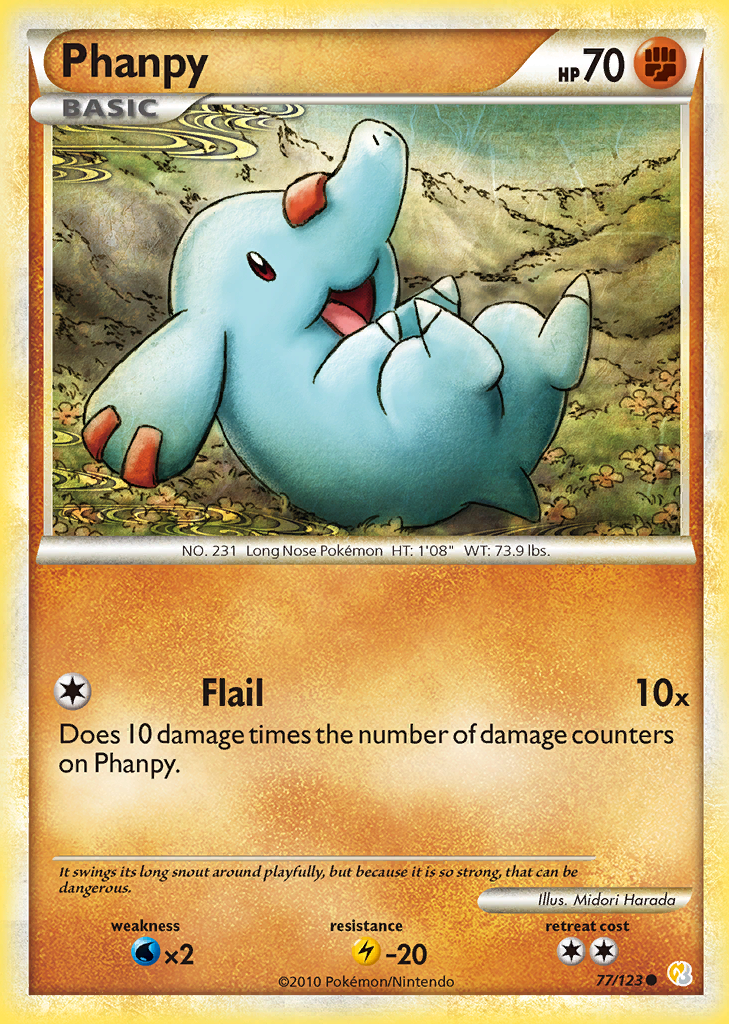 Phanpy
HP 70
BASIC
NO. 231 Long Nose Pokémon HT: 1'08" WT: 73.9 lbs.
Flail 10x
Does 10 damage times the number of damage counters
on Phanpy.
It swings its long snout around playfully, but because it is so strong, that can be
dangerous.
Illus. Midori Harada
weakness resistance retreat cost
×2 -20
77/123
©2010 Pokémon/Nintendo